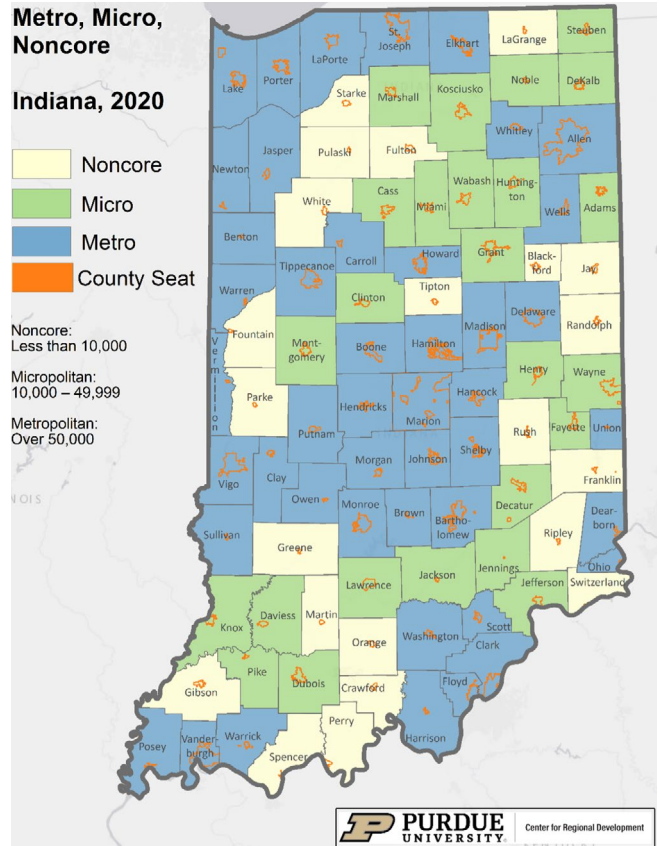 Metro, Micro,
Noncore
Indiana, 2020
Noncore
Micro
Metro
County Seat
Noncore:
Less than 10,000
Micropolitan:
10,000 – 49,999
Metropolitan:
Over 50,000
Lake
Porter
LaPorte
St.
Joseph
Elkhart
LaGrange
Steuben
Starke
Marshall
Kosciusko
Noble
DeKalb
Whitley
Allen
Newton
Jasper
Pulaski
Fulton
White
Cass
Miami
Wabash
Hunting-
ton
Wells
Adams
Benton
Carroll
Howard
Grant
Black-
ford
Jay
Tippecanoe
Warren
Clinton
Tipton
Fountain
Mont-
gomery
Boone
Hamilton
Madison
Delaware
Randolph
Vermillion
Parke
Hendricks
Marion
Hancock
Henry
Wayne
Putnam
Rush
Fayette
Union
Vigo
Clay
Owen
Morgan
Johnson
Shelby
Franklin
Monroe
Brown
Bartho-
lomew
Decatur
Dear-
born
Ripley
Ohio
Sullivan
Greene
Jennings
Switzerland
Lawrence
Jackson
Jefferson
Knox
Daviess
Martin
Scott
Washington
Clark
Orange
Pike
Dubois
Gibson
Crawford
Floyd
Perry
Posey
Vander-
burgh
Warrick
Spencer
Harrison
PURDUE
UNIVERSITY®
Center for Regional Development